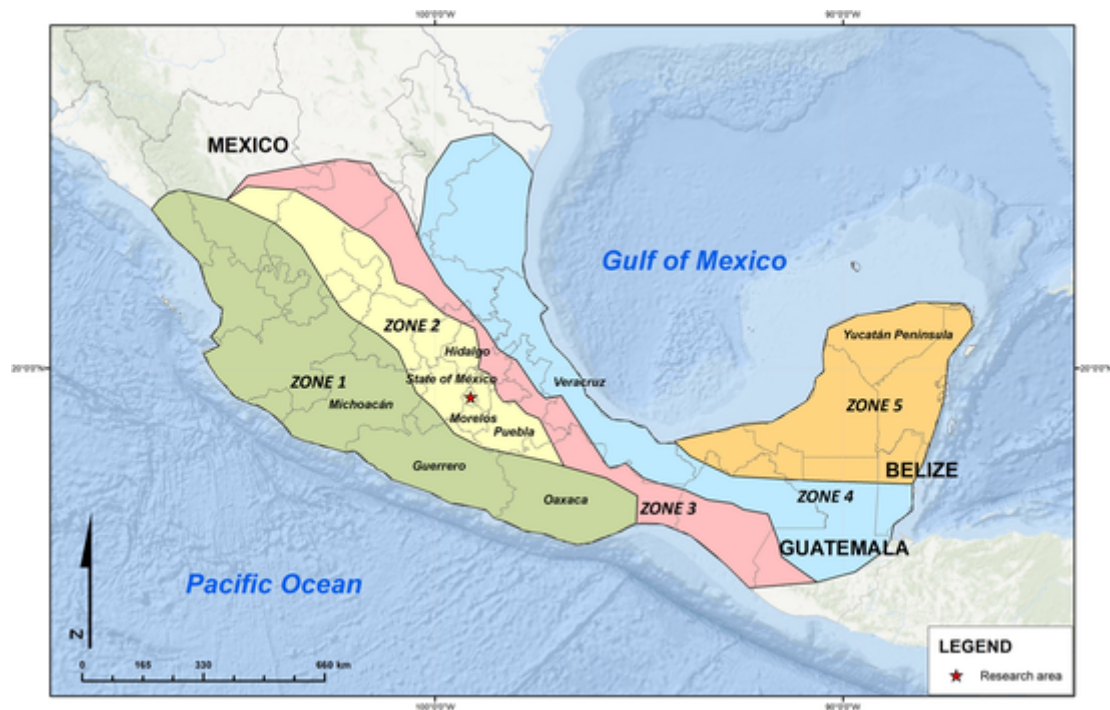 100°0'0"W
90°0'0"W
MEXICO
Gulf of Mexico
ZONE 2
Yucatán Peninsula
Hidalgo
20°0'0"N
20°0'0"N
State of México
ZONE 1
Veracruz
Michoacán
ZONE 5
Morelos
Puebla
Guerrero
BELIZE
Oaxaca
ZONE 4
ZONE 3
GUATEMALA
Pacific Ocean
N
LEGEND
Research area
0 165 330 660 km
100°0'0"W
90°0'0"W